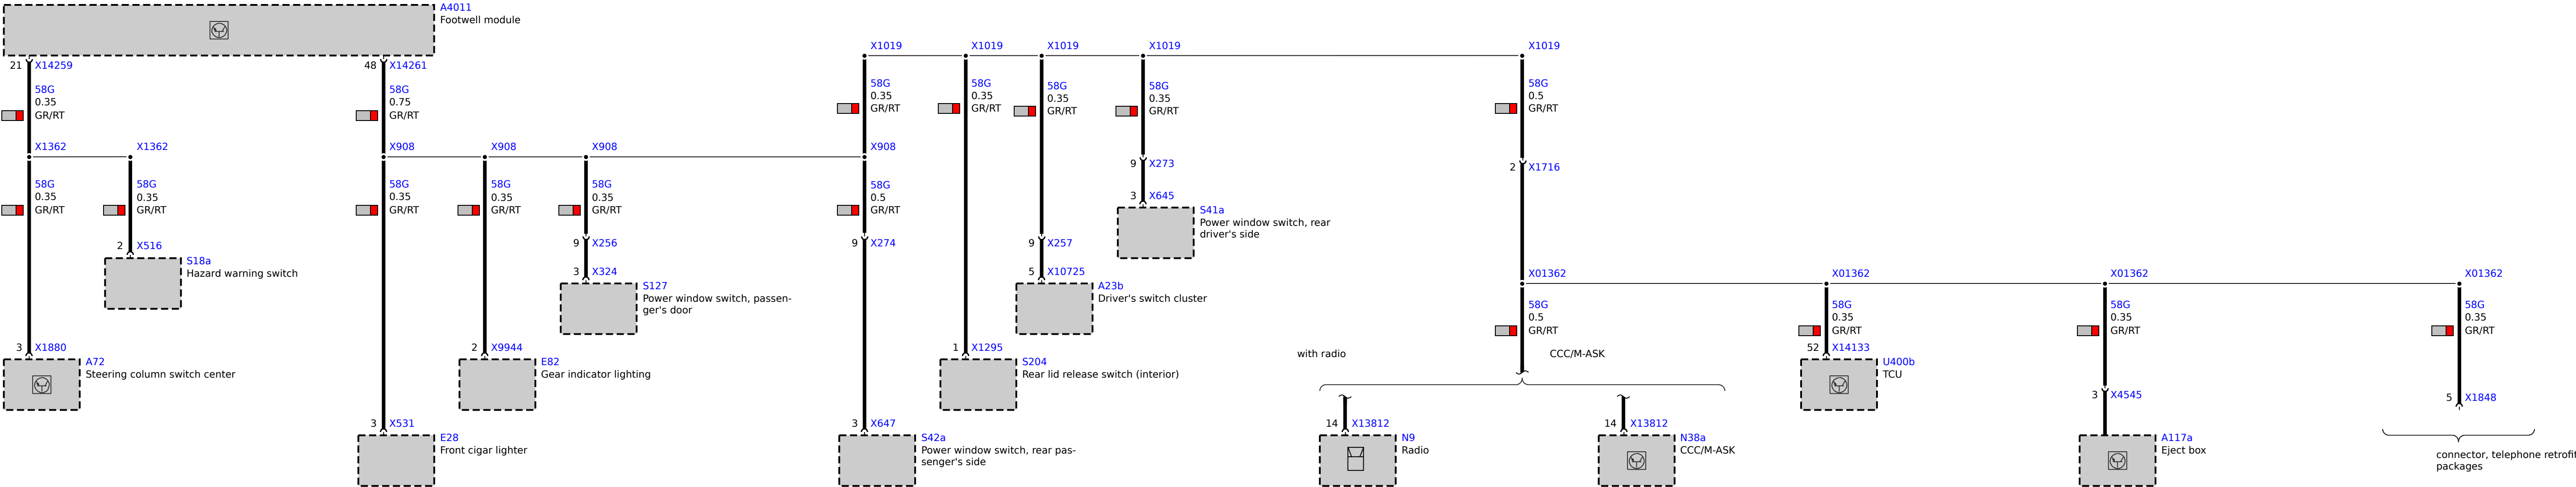 A4011
Footwell module
21 X14259
58G
0.35
GR/RT
X1362
X1362
58G
0.35
GR/RT
58G
0.35
GR/RT
2 X516
S18a
Hazard warning switch
3 X1880
A72
Steering column switch center
48 X14261
58G
0.75
GR/RT
X908
X908
X908
X908
58G
0.35
GR/RT
58G
0.35
GR/RT
58G
0.35
GR/RT
9 X256
3 X324
S127
Power window switch, passen-
ger's door
2 X9944
E82
Gear indicator lighting
3 X531
E28
Front cigar lighter
X1019
X1019
X1019
X1019
X1019
58G
0.35
GR/RT
58G
0.5
GR/RT
9 X274
3 X647
S42a
Power window switch, rear pas-
senger's side
58G
0.35
GR/RT
1 X1295
S204
Rear lid release switch (interior)
58G
0.35
GR/RT
9 X257
5 X10725
A23b
Driver's switch cluster
58G
0.35
GR/RT
9 X273
3 X645
S41a
Power window switch, rear
driver's side
58G
0.5
GR/RT
2 X1716
X01362
X01362
X01362
X01362
58G
0.5
GR/RT
with radio
CCC/M-ASK
14 X13812
N9
Radio
14 X13812
N38a
CCC/M-ASK
58G
0.35
GR/RT
52 X14133
U400b
TCU
58G
0.35
GR/RT
3 X4545
A117a
Eject box
58G
0.35
GR/RT
5 X1848
connector, telephone retrofit
packages